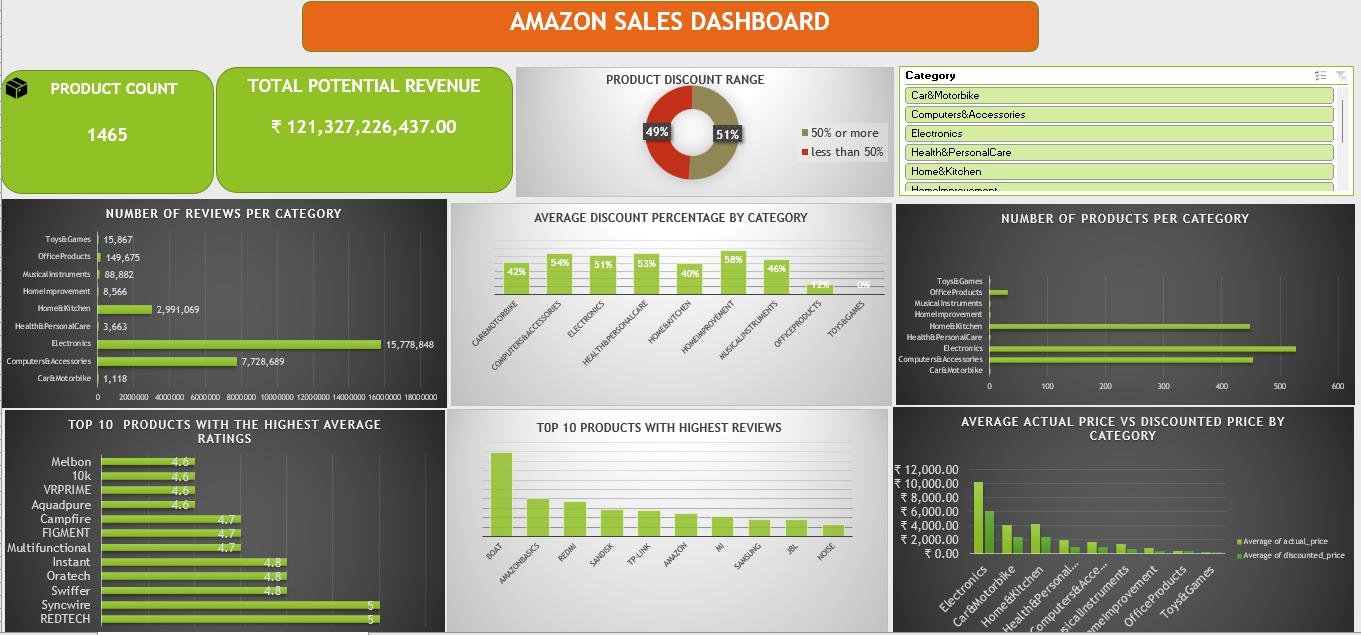 AMAZON SALES DASHBOARD
PRODUCT COUNT
1465
TOTAL POTENTIAL REVENUE
₹ 121,327,226,437.00
PRODUCT DISCOUNT RANGE
49%
51%
50% or more
less than 50%
Category
Car&Motorbike
Computers&Accessories
Electronics
Health&PersonalCare
Home&Kitchen
HomeImprovement
NUMBER OF REVIEWS PER CATEGORY
Toys&Games 15,867
OfficeProducts 149,675
MusicalInstruments 88,882
HomeImprovement 8,566
Home&Kitchen 2,991,069
Health&PersonalCare 3,663
Electronics 15,778,848
Computers&Accessories 7,728,689
Car&Motorbike 1,118
0 2000000 4000000 6000000 8000000 10000000 12000000 14000000 16000000 18000000
AVERAGE DISCOUNT PERCENTAGE BY CATEGORY
42% 54% 51% 53% 40% 58% 46% 12% 0%
CAR&MOTORBIKE
COMPUTERS&ACCESSORIES
ELECTRONICS
HEALTH&PERSONALCARE
HOME&KITCHEN
HOMEIMPROVEMENT
MUSICALINSTRUMENTS
OFFICEPRODUCTS
TOYS&GAMES
NUMBER OF PRODUCTS PER CATEGORY
Toys&Games
OfficeProducts
MusicalInstruments
HomeImprovement
Home&Kitchen
Health&PersonalCare
Electronics
Computers&Accessories
Car&Motorbike
0 100 200 300 400 500 600
TOP 10 PRODUCTS WITH THE HIGHEST AVERAGE
RATINGS
Melbon 4.6
10k 4.6
VRPRIME 4.6
Aquadpure 4.6
Campfire 4.7
FIGMENT 4.7
Multifunctional 4.7
Instant 4.8
Oratech 4.8
Swiffer 4.8
Syncwire 5
REDTECH 5
T0P 10 PRODUCTS WITH HIGHEST REVIEWS
BOAT
AMAZONBASICS
REDMI
SANDISK
TP-LINK
AMAZON
MI
SAMSUNG
JBL
NOISE
AVERAGE ACTUAL PRICE VS DISCOUNTED PRICE BY
CATEGORY
₹ 12,000.00
₹ 10,000.00
₹ 8,000.00
₹ 6,000.00
₹ 4,000.00
₹ 2,000.00
₹ 0.00
Electronics
Car&Motorbike
Home&Kitchen
Health&Personal…
Computers&Acce…
sicalInstruments
meImprovement
OfficeProducts
Toys&Games
Average of actual_price
Average of discounted_price